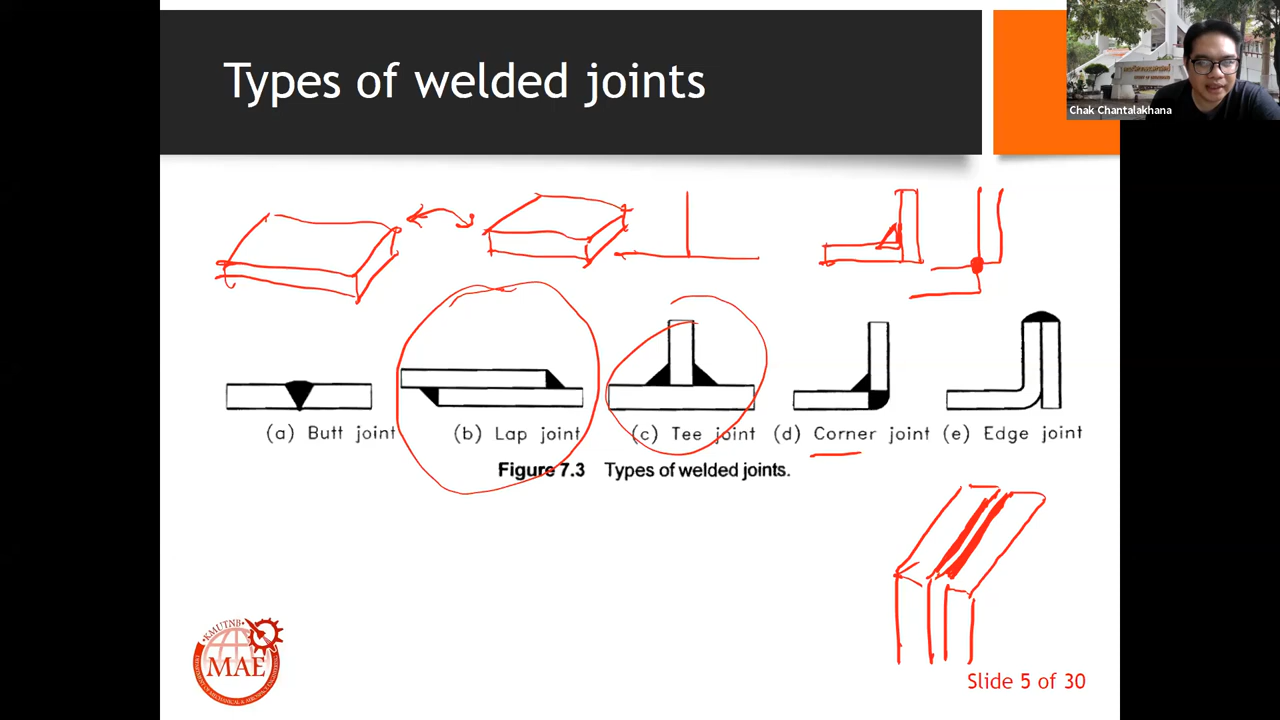 Types of welded joints
Chak Chantalakhana
(a) Butt joint
(b) Lap joint
(c) Tee joint
(d) Corner joint
(e) Edge joint
Figure 7.3 Types of welded joints.
KMUTNB
MAE
Slide 5 of 30